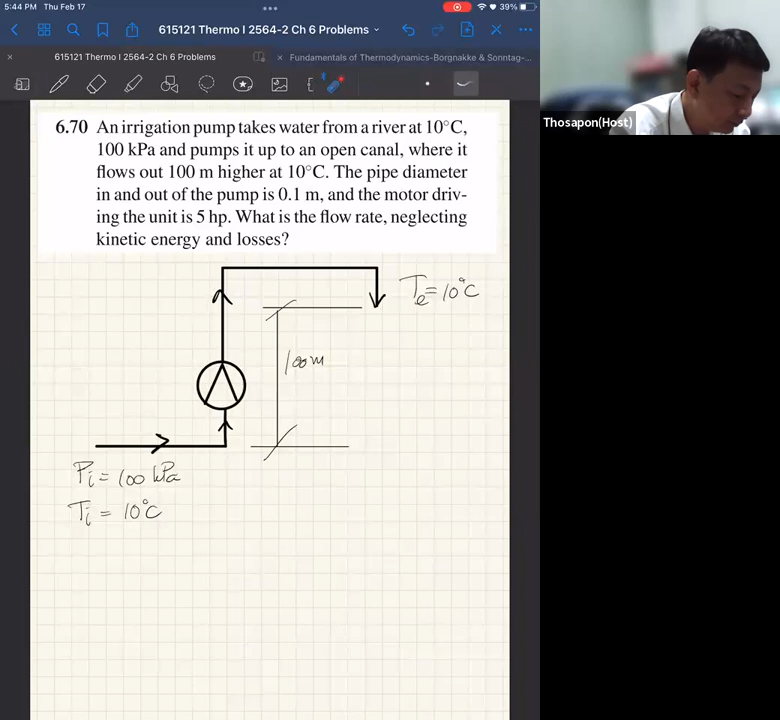 5:44 PM Thu Feb 17
39%
615121 Thermo I 2564-2 Ch 6 Problems
615121 Thermo I 2564-2 Ch 6 Problems
Fundamentals of Thermodynamics-Borgnakke & Sonntag-...
Thosapon(Host)
6.70 An irrigation pump takes water from a river at 10°C,
100 kPa and pumps it up to an open canal, where it
flows out 100 m higher at 10°C. The pipe diameter
in and out of the pump is 0.1 m, and the motor driv-
ing the unit is 5 hp. What is the flow rate, neglecting
kinetic energy and losses?
Te = 10°C
100 m
Pi = 100 kPa
Ti = 10°C